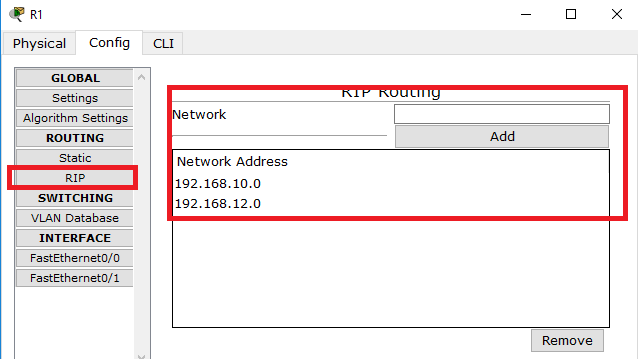 R1
Physical Config CLI
GLOBAL
Settings
Algorithm Settings
ROUTING
Static
RIP
SWITCHING
VLAN Database
INTERFACE
FastEthernet0/0
FastEthernet0/1
RIP Routing
Network
Add
Network Address
192.168.10.0
192.168.12.0
Remove